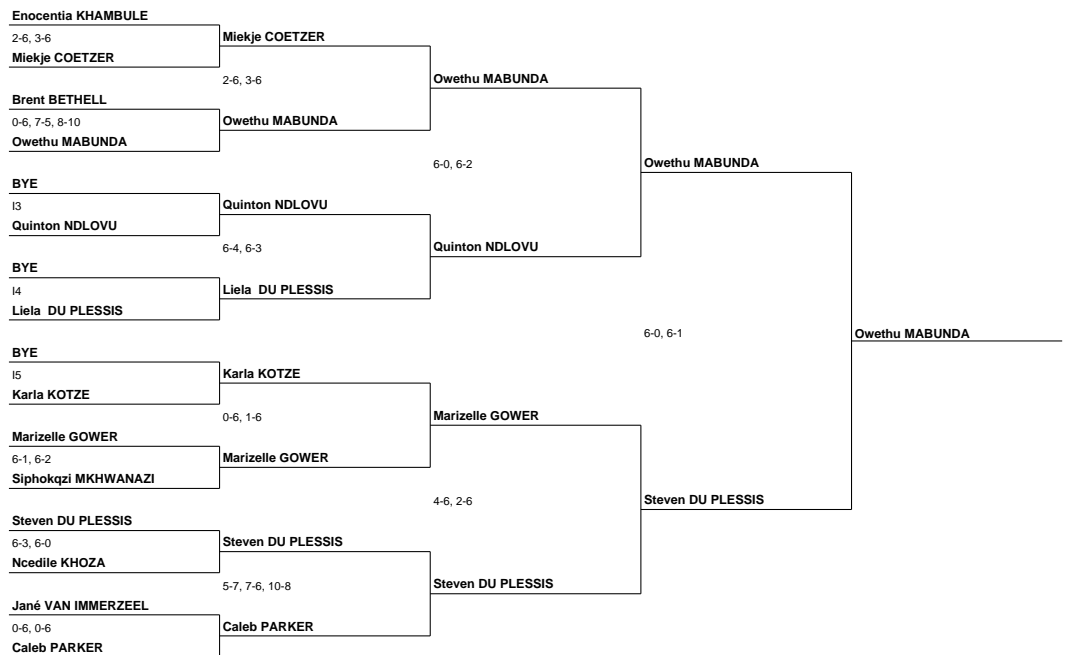 Enocentia KHAMBULE
2-6, 3-6
Miekje COETZER
Brent BETHELL
0-6, 7-5, 8-10
Owethu MABUNDA
BYE
I3
Quinton NDLOVU
BYE
I4
Liela  DU PLESSIS
BYE
I5
Karla KOTZE
Marizelle GOWER
6-1, 6-2
Siphokqzi MKHWANAZI
Steven DU PLESSIS
6-3, 6-0
Ncedile KHOZA
Jané VAN IMMERZEEL
0-6, 0-6
Caleb PARKER
Miekje COETZER
2-6, 3-6
Owethu MABUNDA
Quinton NDLOVU
6-4, 6-3
Liela  DU PLESSIS
Karla KOTZE
0-6, 1-6
Marizelle GOWER
Steven DU PLESSIS
5-7, 7-6, 10-8
Caleb PARKER
Owethu MABUNDA
6-0, 6-2
Quinton NDLOVU
Marizelle GOWER
4-6, 2-6
Steven DU PLESSIS
Owethu MABUNDA
6-0, 6-1
Steven DU PLESSIS
Owethu MABUNDA